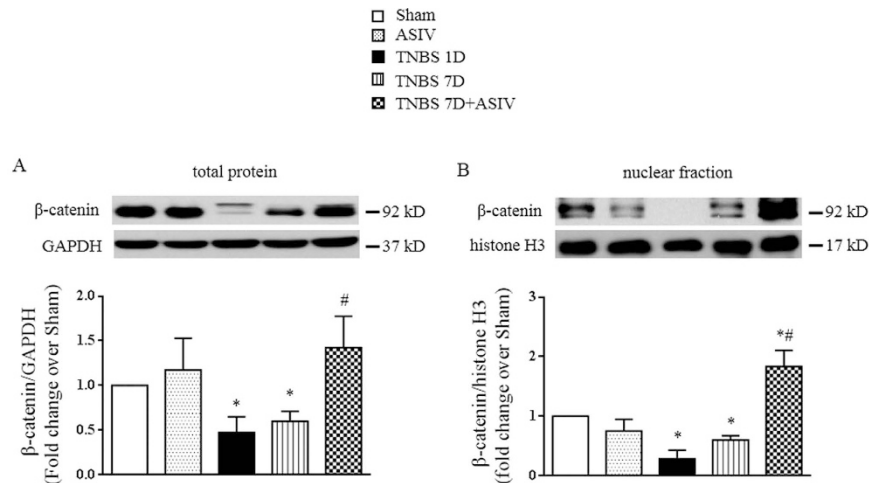 Sham
ASIV
TNBS 1D
TNBS 7D
TNBS 7D+ASIV
A
total protein
β-catenin
92 kD
GAPDH
37 kD
β-catenin/GAPDH
(Fold change over Sham)
2.0
1.5
1.0
0.5
0.0
*
*
#
B
nuclear fraction
β-catenin
92 kD
histone H3
17 kD
β-catenin/histone H3
(fold change over Sham)
3
2
1
0
*
*
*#